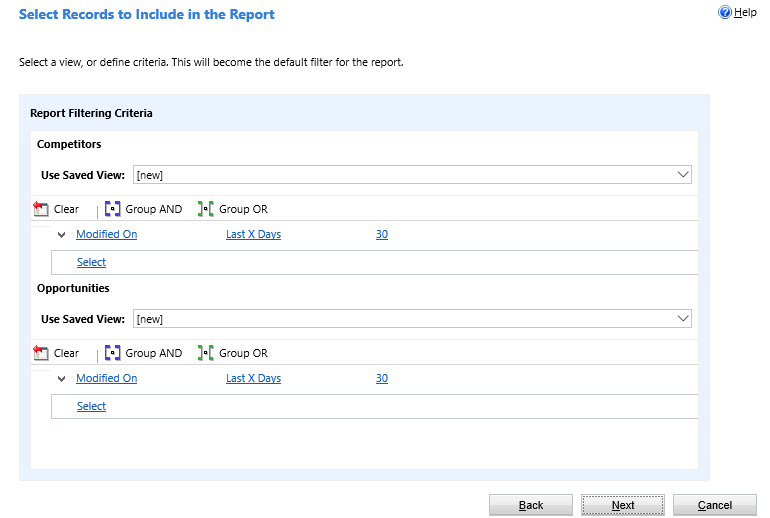 Select Records to Include in the Report
Help
Select a view, or define criteria. This will become the default filter for the report.
Report Filtering Criteria
Competitors
Use Saved View: [new]
Clear | Group AND Group OR
Modified On Last X Days 30
Select
Opportunities
Use Saved View: [new]
Clear | Group AND Group OR
Modified On Last X Days 30
Select
Back Next Cancel